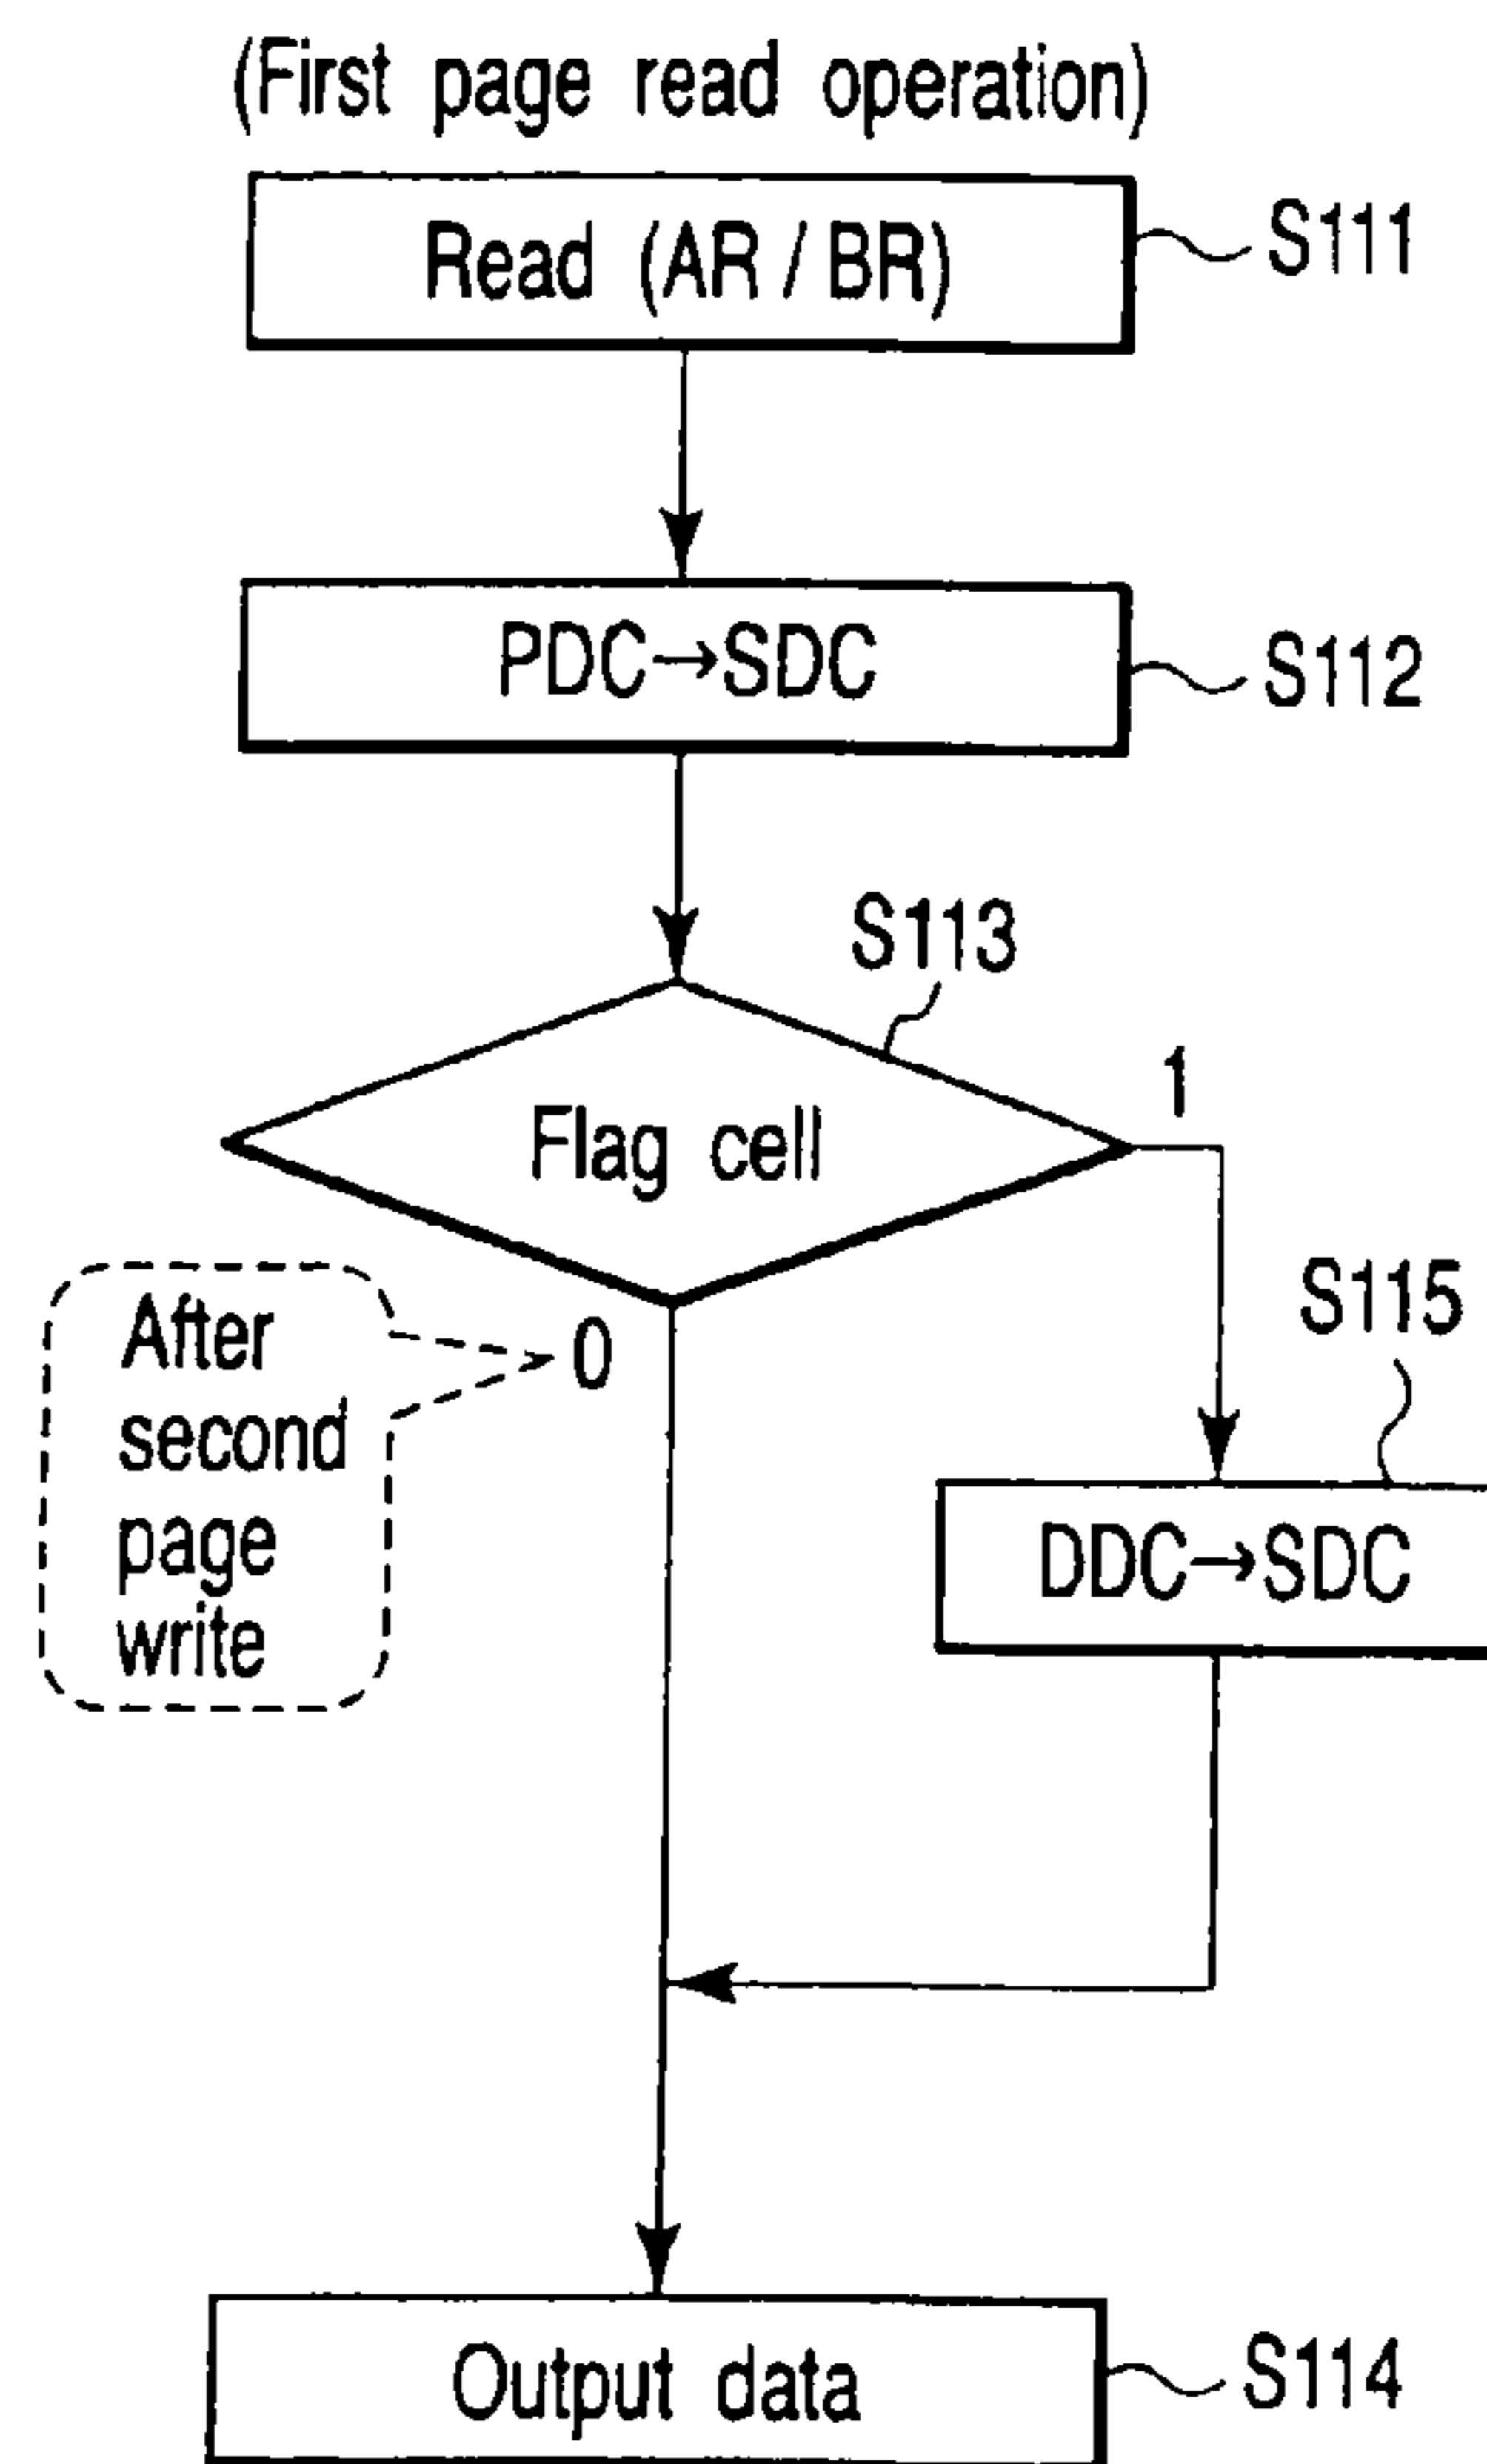 (First page read operation)
Read (AR / BR)
S111
PDC→SDC
S112
S113
Flag cell
1
0
After
second
page
write
S115
DDC→SDC
Output data
S114